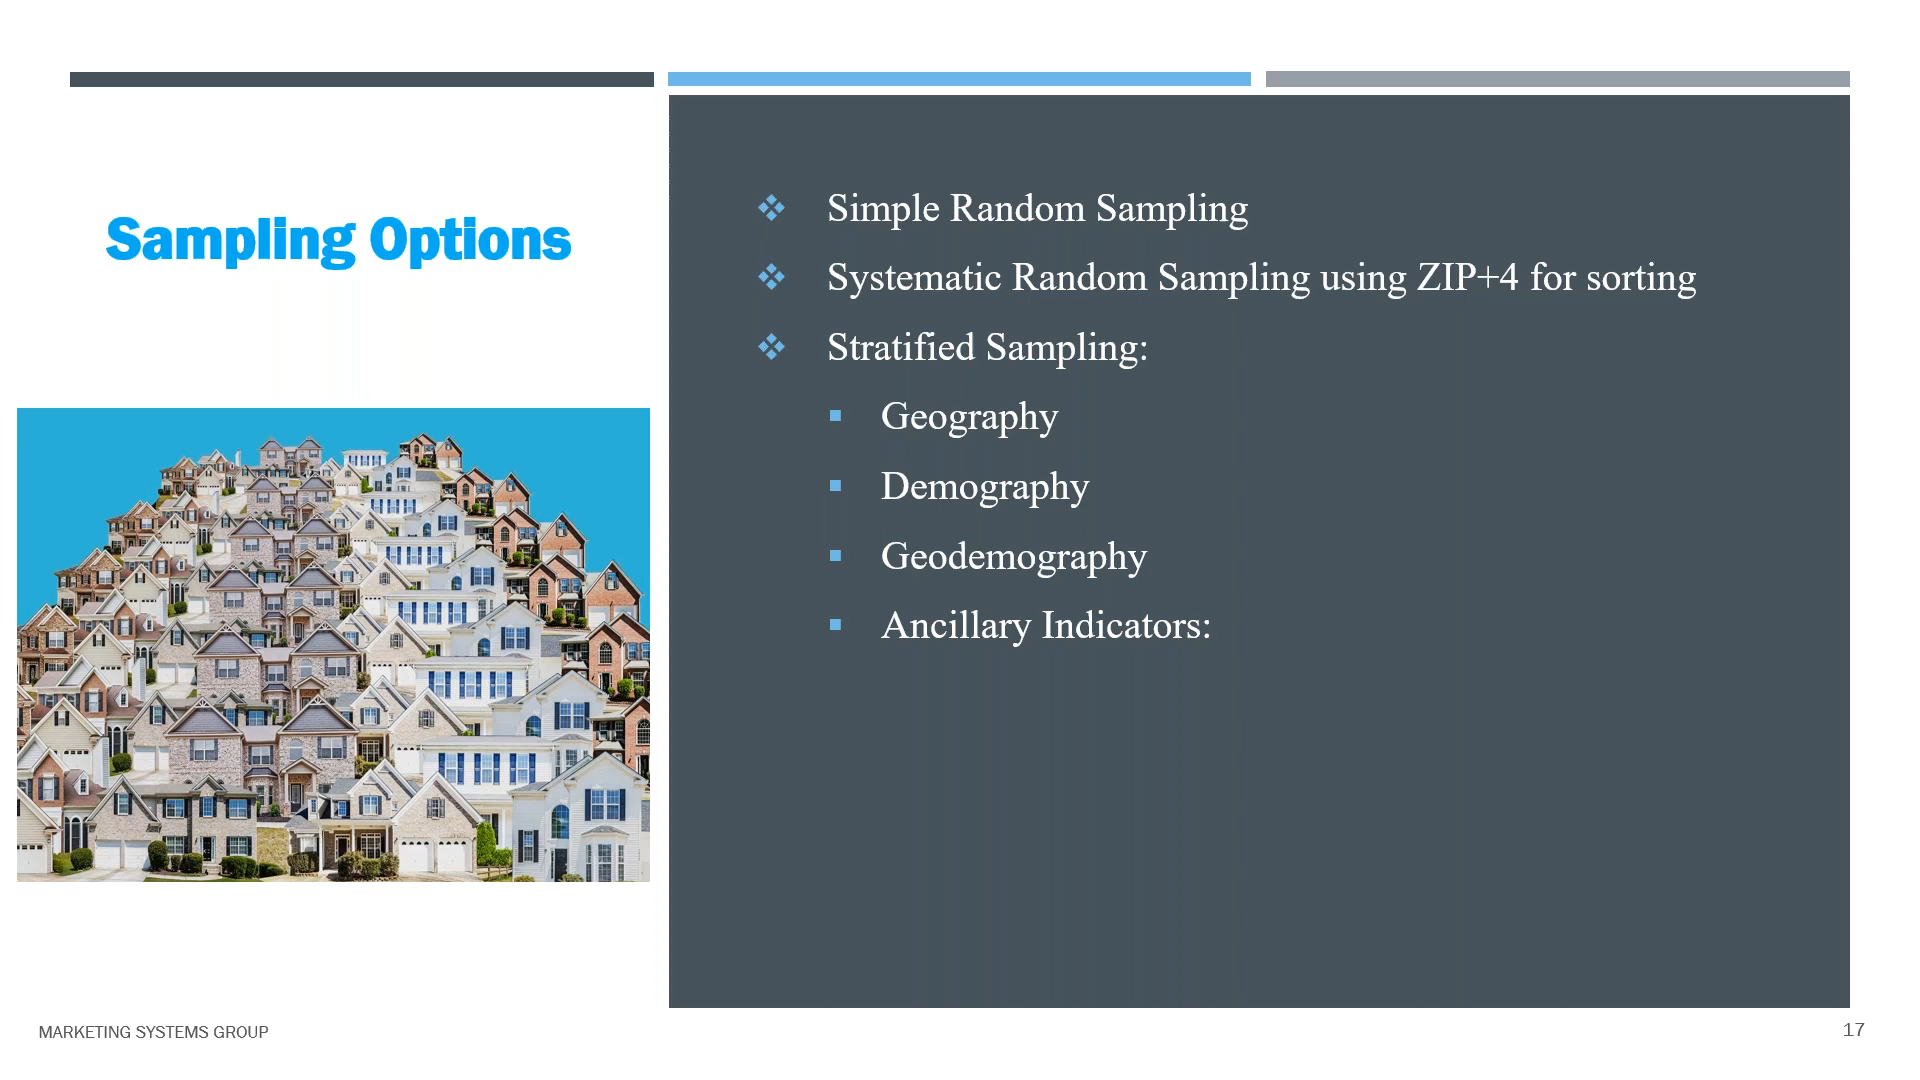 Sampling Options
Simple Random Sampling
Systematic Random Sampling using ZIP+4 for sorting
Stratified Sampling:
Geography
Demography
Geodemography
Ancillary Indicators:
MARKETING SYSTEMS GROUP
17